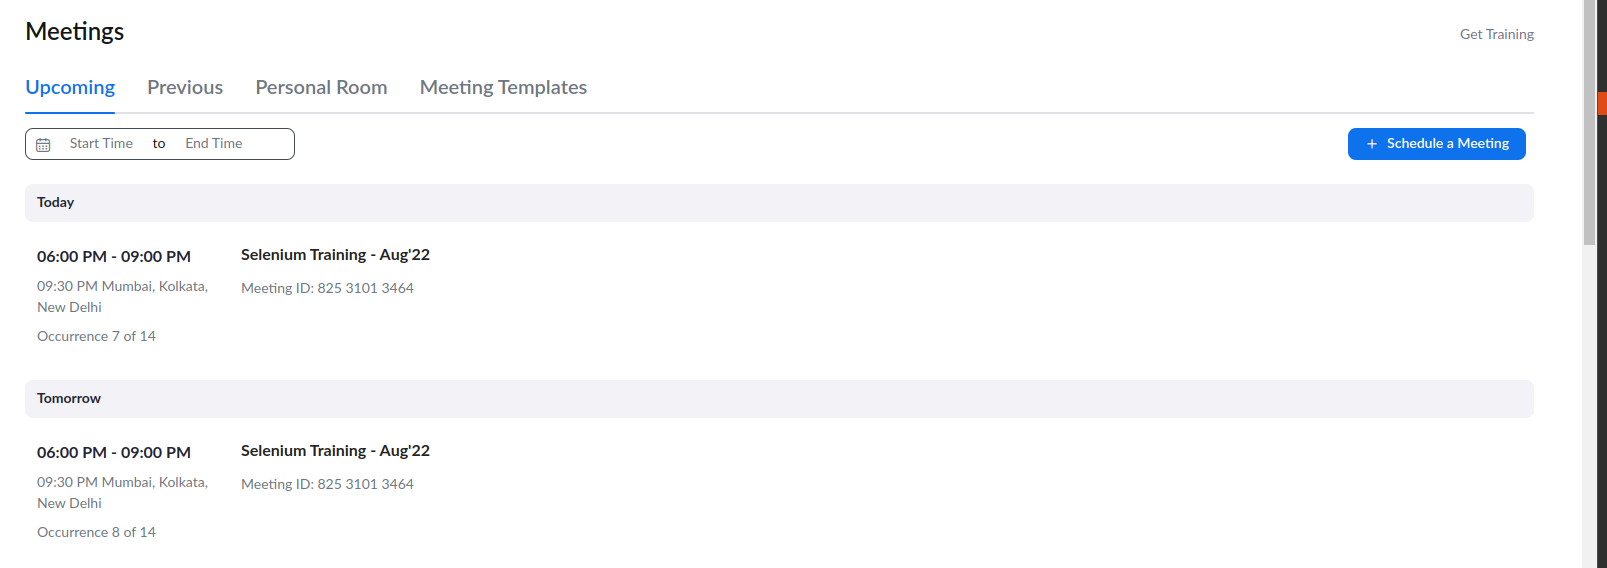 Meetings
Get Training
Upcoming Previous Personal Room Meeting Templates
Start Time to End Time
+ Schedule a Meeting
Today
06:00 PM - 09:00 PM
Selenium Training - Aug'22
09:30 PM Mumbai, Kolkata,
New Delhi
Meeting ID: 825 3101 3464
Occurrence 7 of 14
Tomorrow
06:00 PM - 09:00 PM
Selenium Training - Aug'22
09:30 PM Mumbai, Kolkata,
New Delhi
Meeting ID: 825 3101 3464
Occurrence 8 of 14